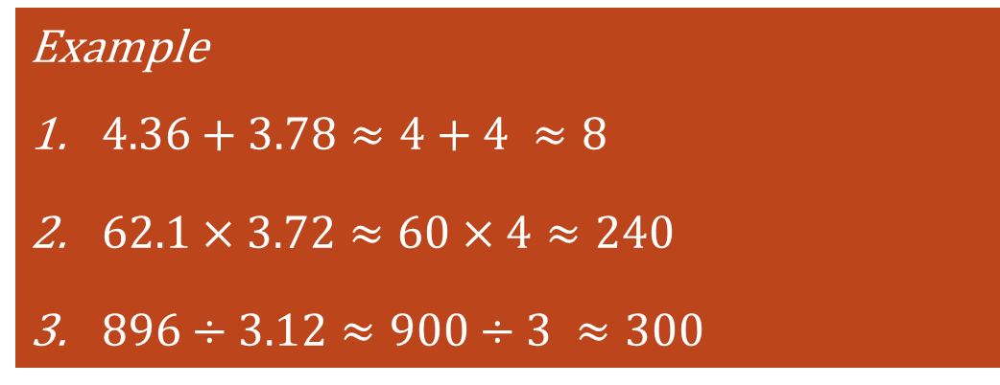 Example
1. 4.36 + 3.78 ≈ 4 + 4 ≈ 8
2. 62.1 × 3.72 ≈ 60 × 4 ≈ 240
3. 896 ÷ 3.12 ≈ 900 ÷ 3 ≈ 300